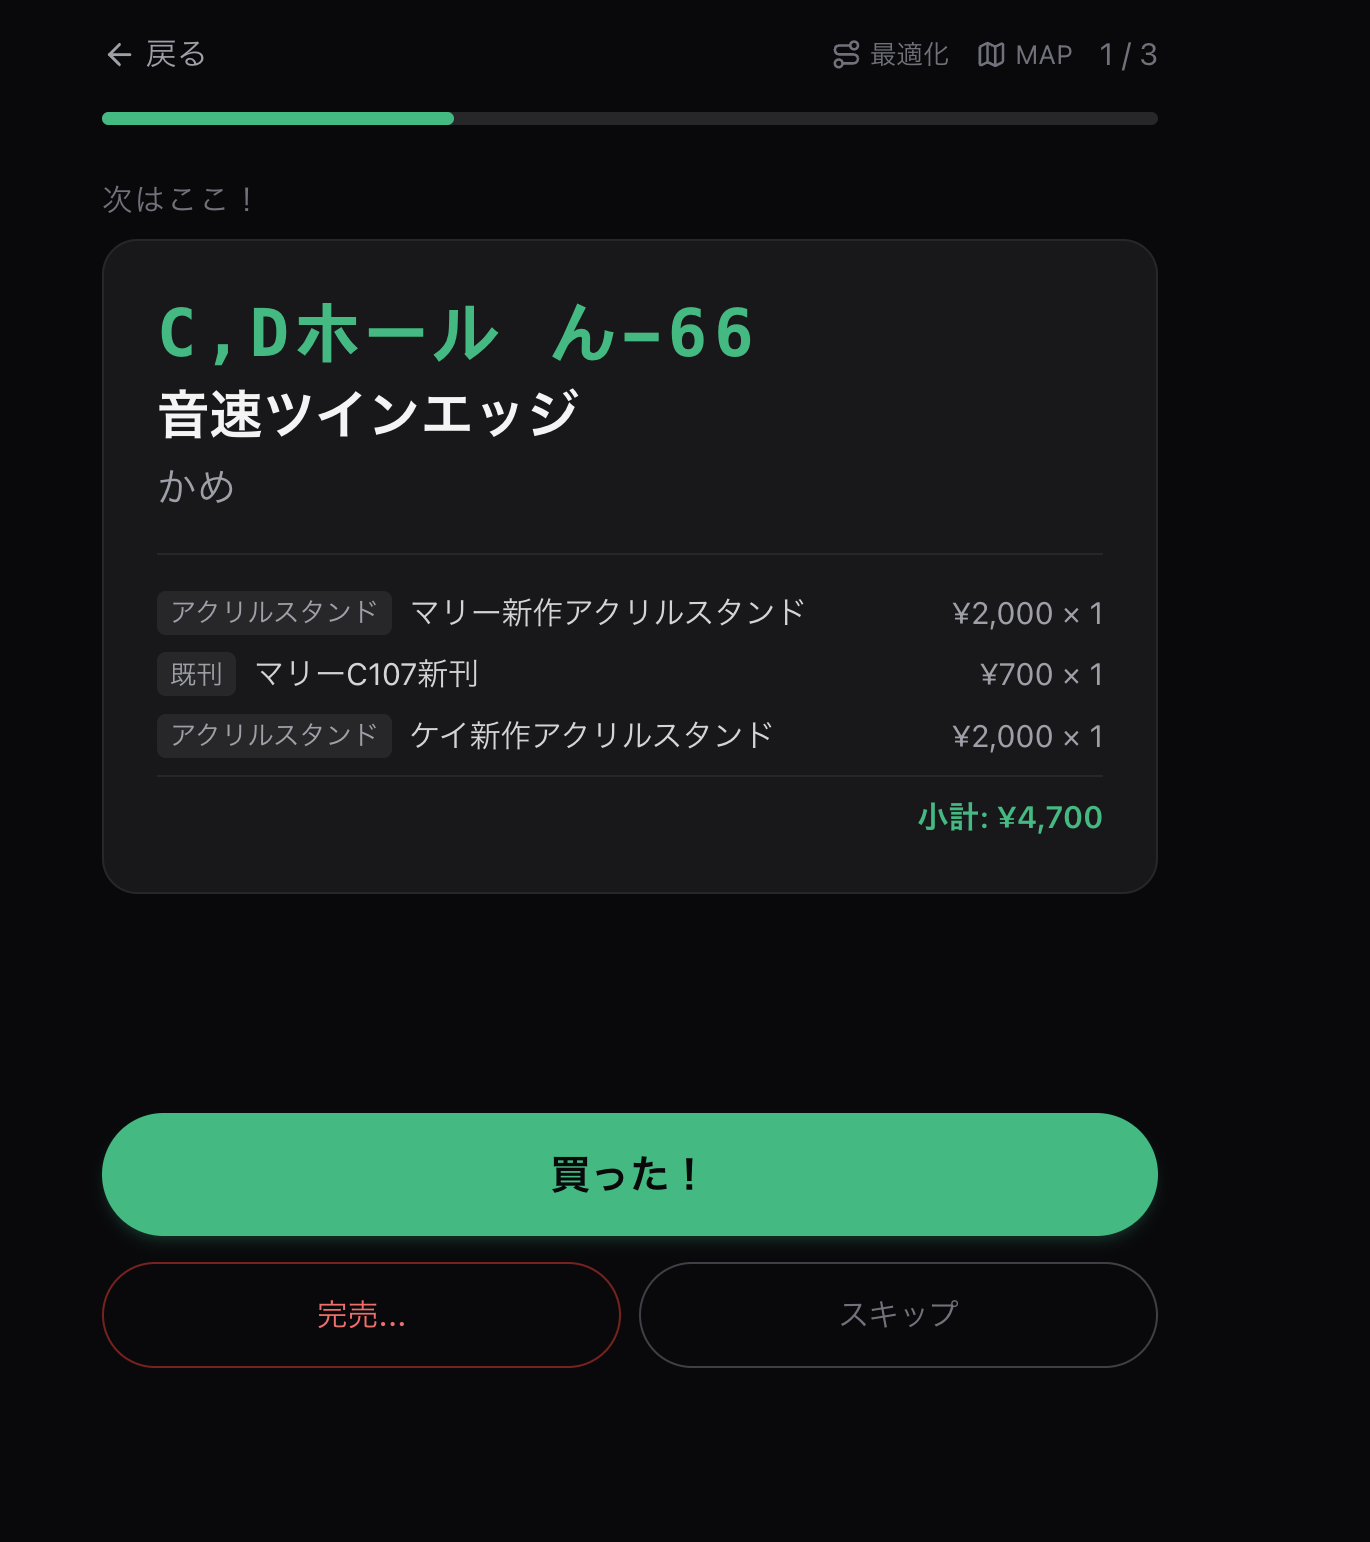 戻る 最適化 MAP 1 / 3
次はここ！
C,Dホール ん-66
音速ツインエッジ
かめ
アクリルスタンド マリー新作アクリルスタンド ¥2,000 × 1
既刊 マリーC107新刊 ¥700 × 1
アクリルスタンド ケイ新作アクリルスタンド ¥2,000 × 1
小計: ¥4,700
買った！
完売... スキップ